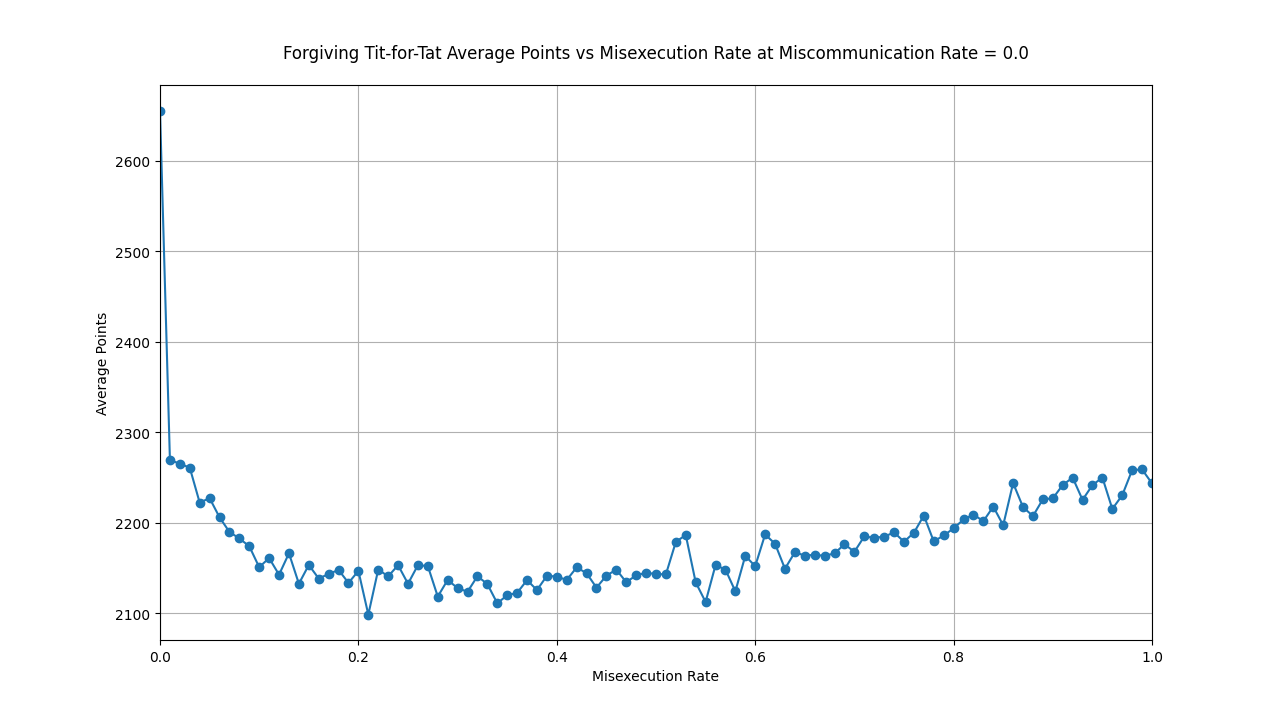 Forgiving Tit-for-Tat Average Points vs Misexecution Rate at Miscommunication Rate = 0.0
2600
2500
2400
2300
2200
2100
Average Points
0.0 0.2 0.4 0.6 0.8 1.0
Misexecution Rate